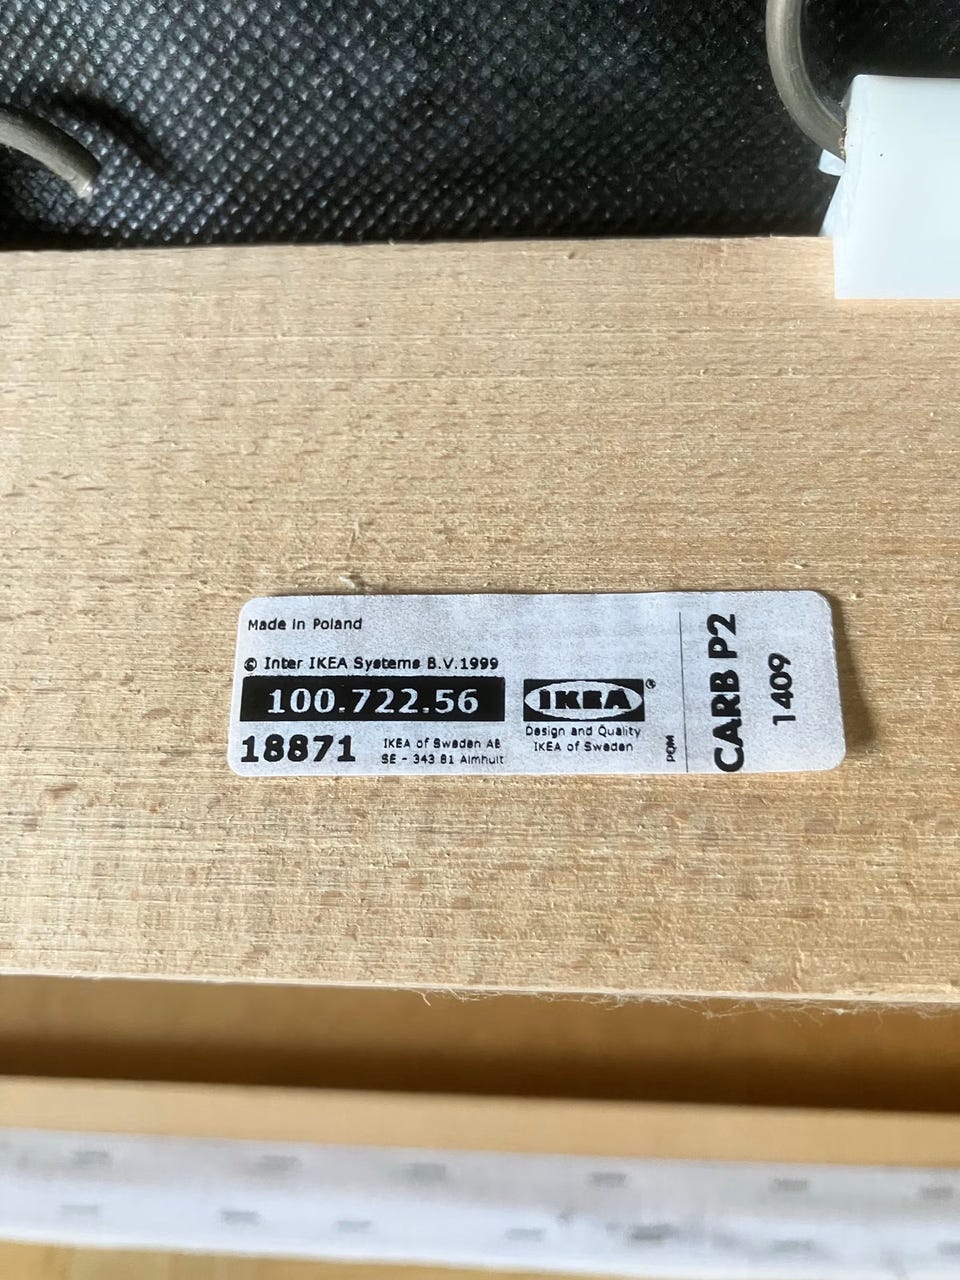 Made in Poland
© Inter IKEA Systems B.V.1999
100.722.56
18871
IKEA of Sweden AB
SE - 343 81 Almhult
IKEA®
Design and Quality
IKEA of Sweden
PQM
CARB P2
1409